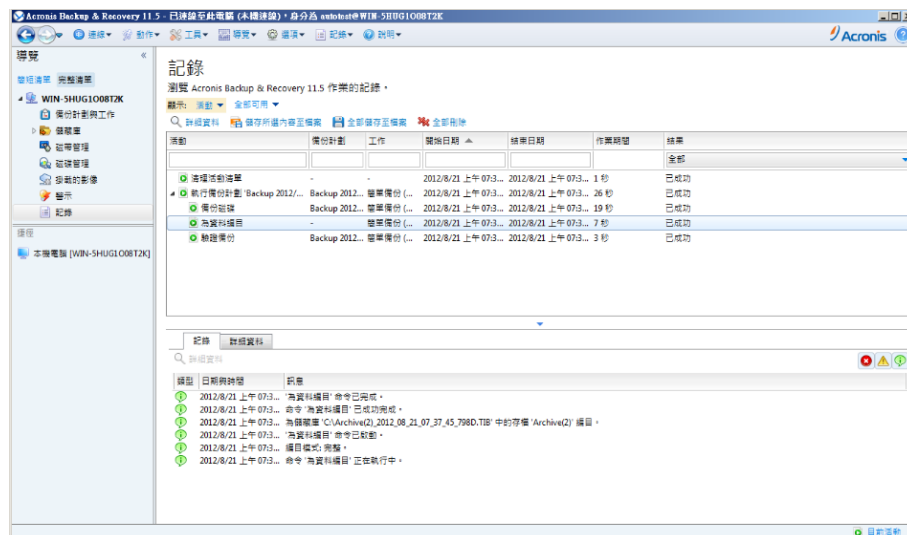 Acronis Backup & Recovery 11.5 - 已連線至此電腦 (本機連線)，身分為 autotest@WIN-5HUG1O08T2K
連線 動作 工具 導覽 選項 記錄 說明
Acronis
導覽
簡短清單 完整清單
WIN-5HUG1O08T2K
備份計劃與工作
儲藏庫
磁帶管理
磁碟管理
掛載的影像
警示
記錄
捷徑
本機電腦 [WIN-5HUG1O08T2K]
記錄
瀏覽 Acronis Backup & Recovery 11.5 作業的記錄。
顯示: 活動 全部可用
詳細資料 儲存所選內容至檔案 全部儲存至檔案 全部刪除
活動 備份計劃 工作 開始日期 結束日期 作業期間 結果
全部
清理活動清單 - - 2012/8/21 上午 07:3... 2012/8/21 上午 07:3... 1 秒 已成功
執行備份計劃 'Backup 2012/... Backup 2012... 簡單備份 (... 2012/8/21 上午 07:3... 2012/8/21 上午 07:3... 26 秒 已成功
備份磁碟 Backup 2012... 簡單備份 (... 2012/8/21 上午 07:3... 2012/8/21 上午 07:3... 19 秒 已成功
為資料編目 - 簡單備份 (... 2012/8/21 上午 07:3... 2012/8/21 上午 07:3... 7 秒 已成功
驗證備份 Backup 2012... 簡單備份 (... 2012/8/21 上午 07:3... 2012/8/21 上午 07:3... 3 秒 已成功
記錄 詳細資料
詳細資料
類型 日期與時間 訊息
2012/8/21 上午 07:3... '為資料編目' 命令已完成。
2012/8/21 上午 07:3... 命令 '為資料編目' 已成功完成。
2012/8/21 上午 07:3... 為儲藏庫 'C:\Archive(2)_2012_08_21_07_37_45_798D.TIB' 中的存檔 'Archive(2)' 編目。
2012/8/21 上午 07:3... '為資料編目' 命令已啟動。
2012/8/21 上午 07:3... 編目模式: 完整。
2012/8/21 上午 07:3... 命令 '為資料編目' 正在執行中。
目前活動